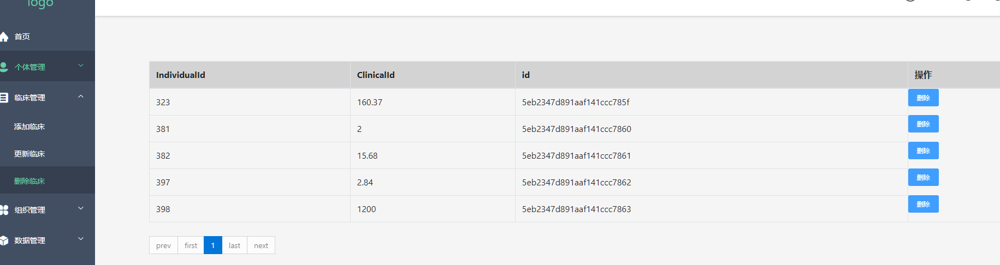 logo
首页
个体管理
临床管理
添加临床
更新临床
删除临床
组织管理
数据管理
IndividualId ClinicalId id 操作
323 160.37 5eb2347d891aaf141ccc785f 删除
381 2 5eb2347d891aaf141ccc7860 删除
382 15.68 5eb2347d891aaf141ccc7861 删除
397 2.84 5eb2347d891aaf141ccc7862 删除
398 1200 5eb2347d891aaf141ccc7863 删除
prev first 1 last next